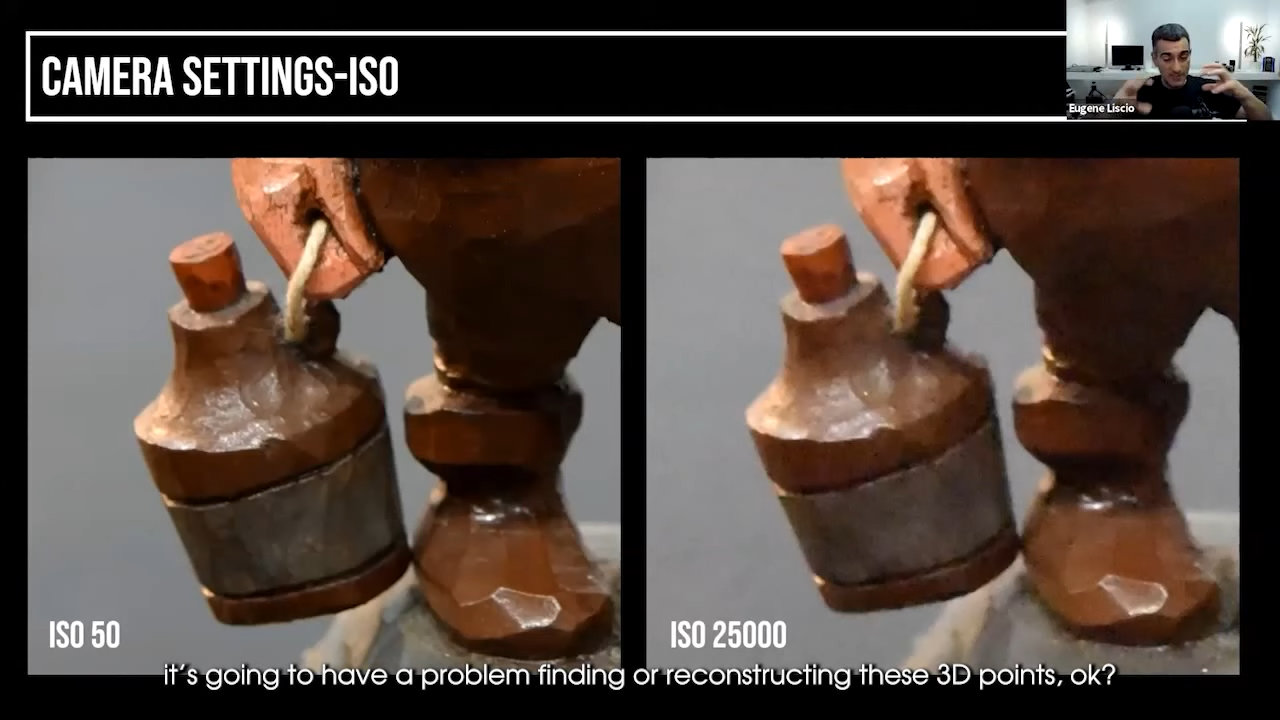 CAMERA SETTINGS-ISO
Eugene Liscio
ISO 50
ISO 25000
it's going to have a problem finding or reconstructing these 3D points, ok?